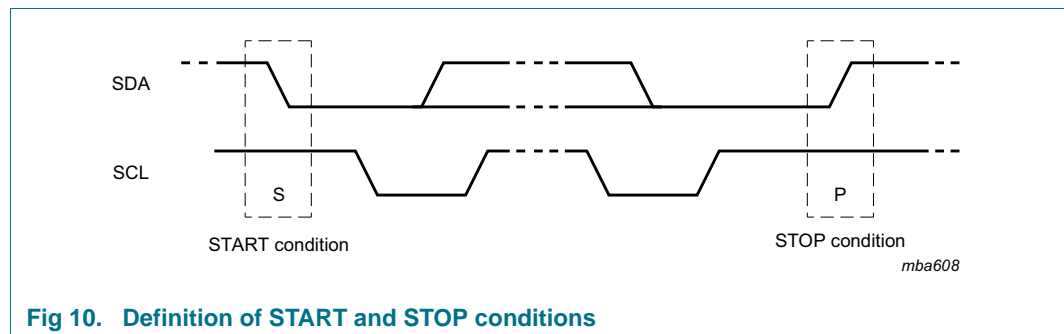 SDA
SCL
S
P
START condition
STOP condition
mba608
Fig 10. Definition of START and STOP conditions